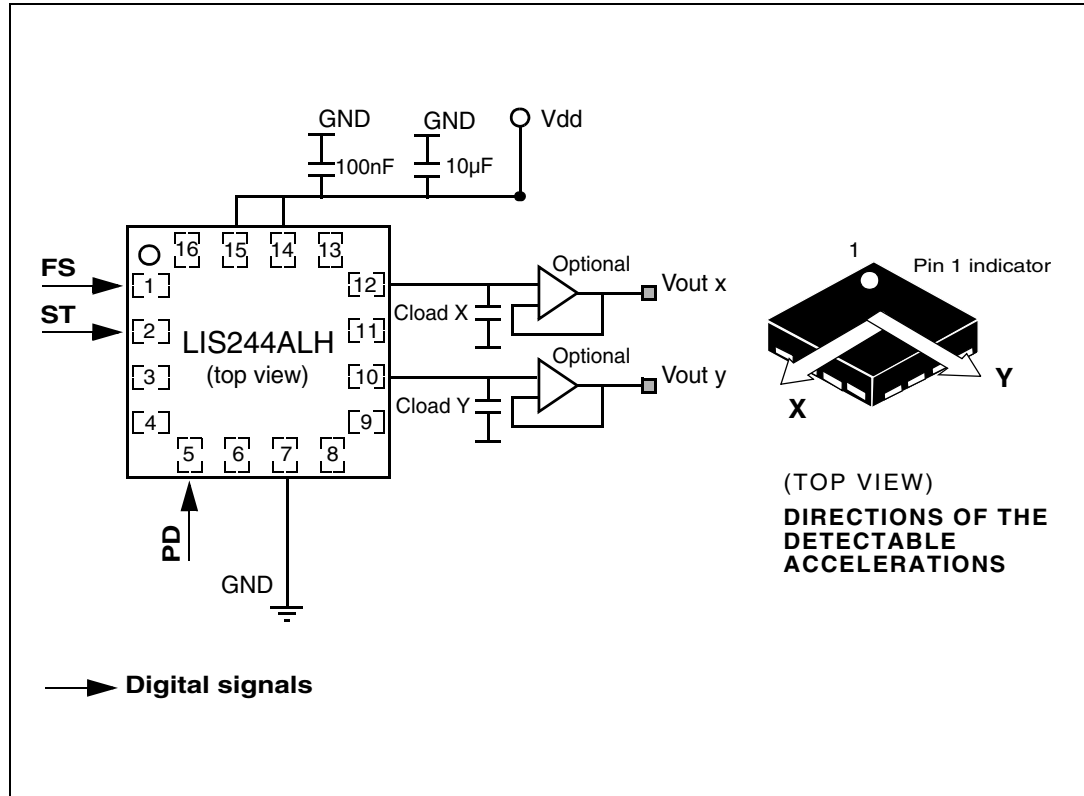 GND
GND
Vdd
100nF
10µF
16
15
14
13
FS
1
12
Optional
Vout x
1
Pin 1 indicator
ST
2
Cload X
11
LIS244ALH
(top view)
3
10
Optional
Vout y
Cload Y
4
9
X
Y
5
6
7
8
PD
GND
(TOP VIEW)
DIRECTIONS OF THE
DETECTABLE
ACCELERATIONS
Digital signals